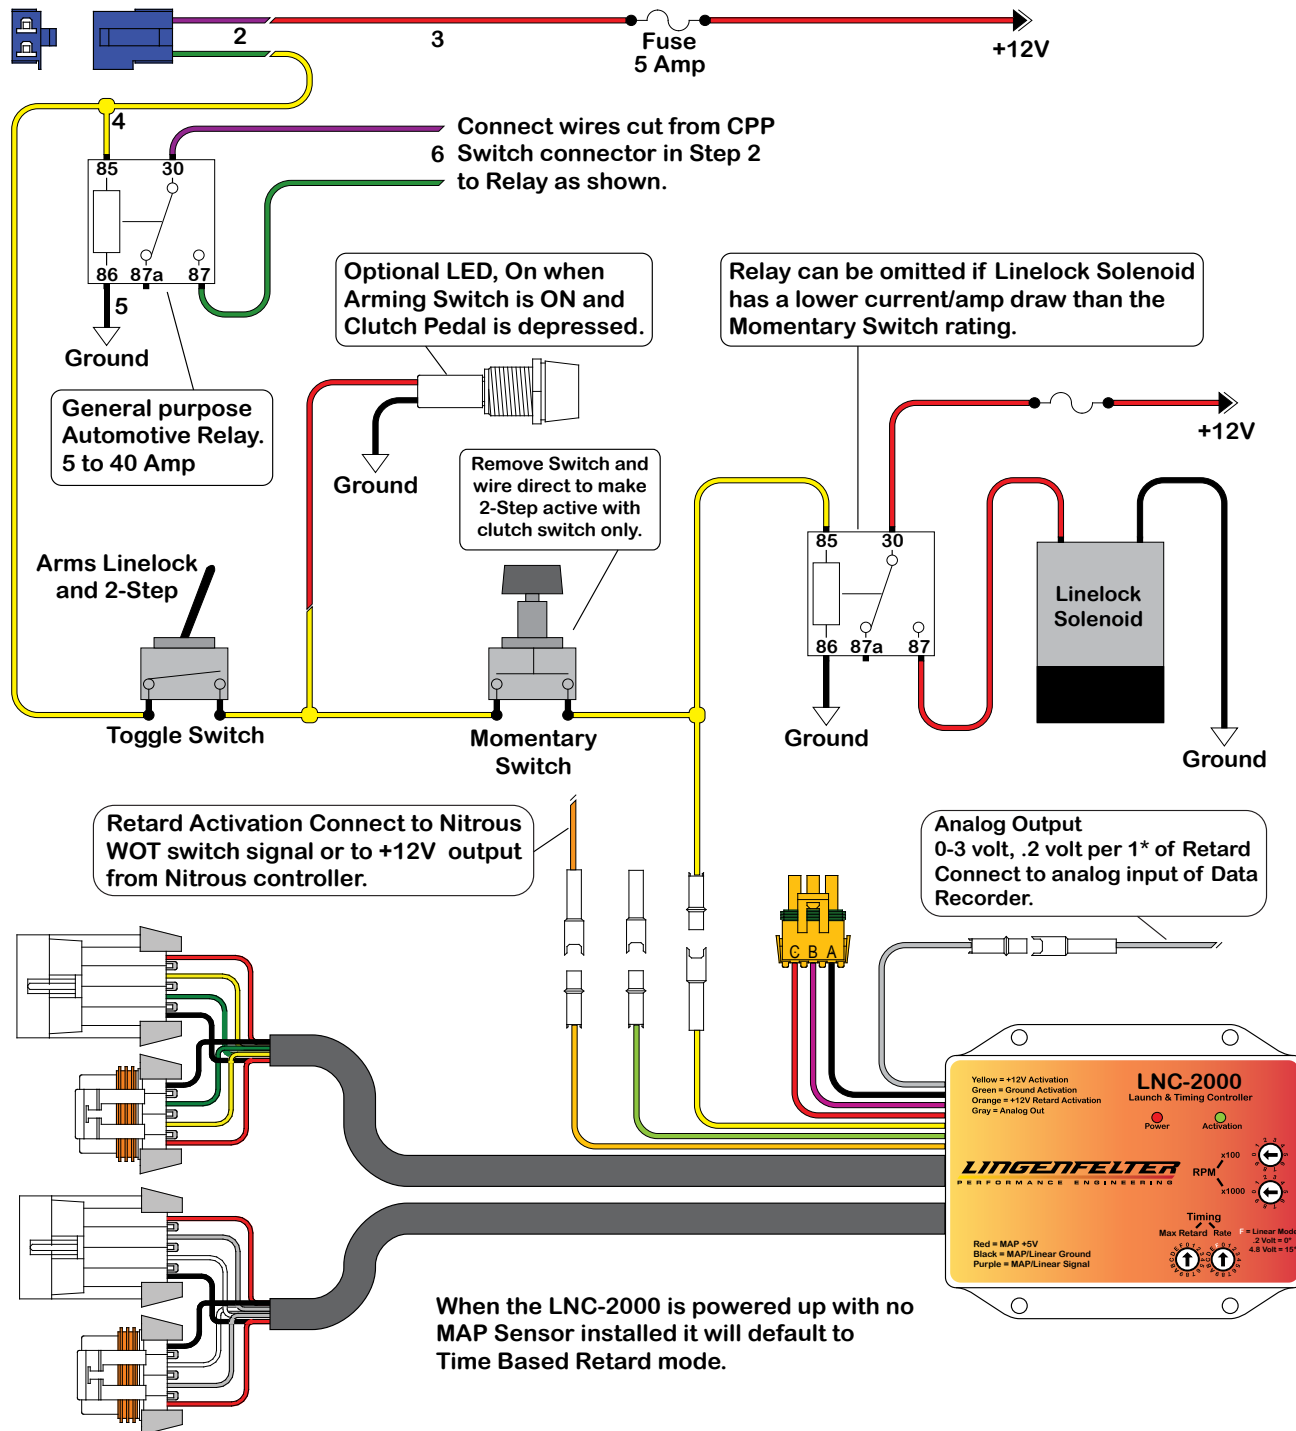 2
3
Fuse
5 Amp
+12V
4
Connect wires cut from CPP
6 Switch connector in Step 2
to Relay as shown.
85 30
86 87a 87
5
Ground
General purpose
Automotive Relay.
5 to 40 Amp
Optional LED, On when
Arming Switch is ON and
Clutch Pedal is depressed.
Ground
Relay can be omitted if Linelock Solenoid
has a lower current/amp draw than the
Momentary Switch rating.
+12V
Remove Switch and
wire direct to make
2-Step active with
clutch switch only.
85 30
86 87a 87
Ground
Linelock
Solenoid
Ground
Arms Linelock
and 2-Step
Toggle Switch
Momentary
Switch
Retard Activation Connect to Nitrous
WOT switch signal or to +12V output
from Nitrous controller.
Analog Output
0-3 volt, .2 volt per 1* of Retard
Connect to analog input of Data
Recorder.
C B A
Yellow = +12V Activation
Green = Ground Activation
Orange = +12V Retard Activation
Gray = Analog Out
LNC-2000
Launch & Timing Controller
Power
Activation
LINGENFELTER
PERFORMANCE ENGINEERING
x100
RPM
x1000
Timing
Max Retard Rate
F = Linear Mode
.2 Volt = 0°
4.8 Volt = 15°
Red = MAP +5V
Black = MAP/Linear Ground
Purple = MAP/Linear Signal
When the LNC-2000 is powered up with no
MAP Sensor installed it will default to
Time Based Retard mode.